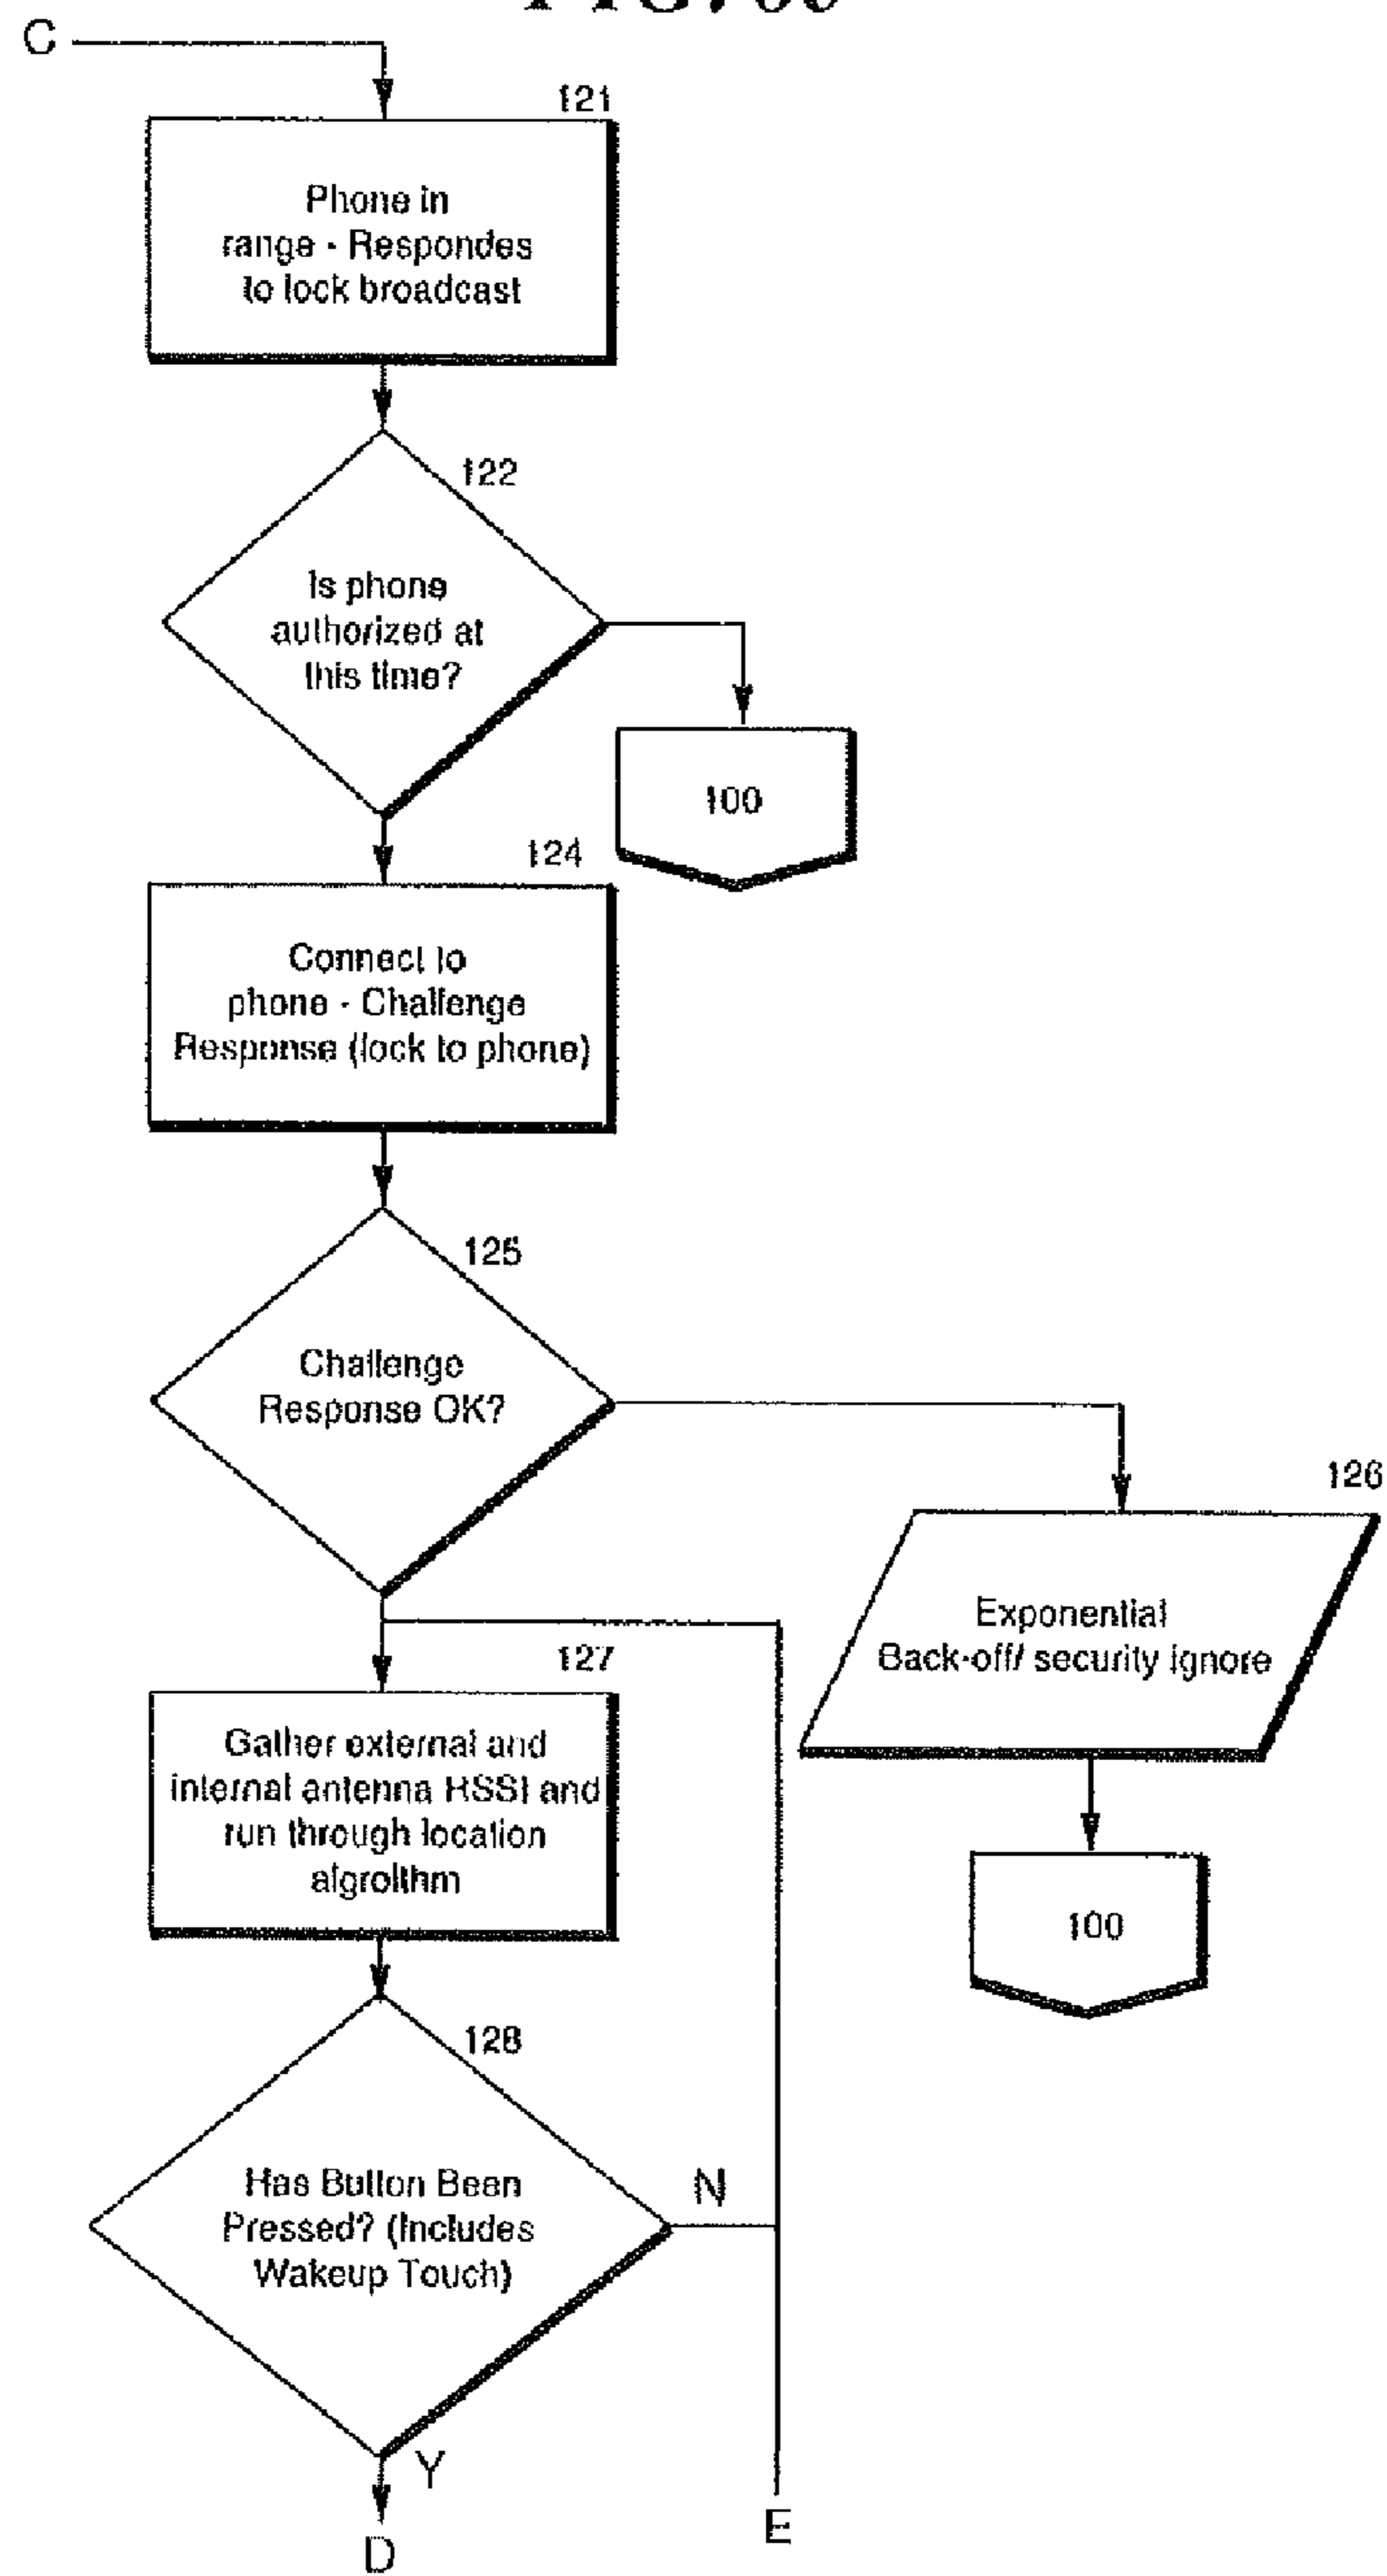 C
121
Phone in
range - Respondes
to lock broadcast
122
Is phone
authorized at
this time?
100
124
Connect to
phone - Challenge
Response (lock to phone)
125
Challenge
Response OK?
126
Exponential
Back-off/ security ignore
127
Gather external and
internal antenna RSSI and
run through location
algroithm
100
128
Has Button Been
Pressed? (Includes
Wakeup Touch)
N
Y
D
E